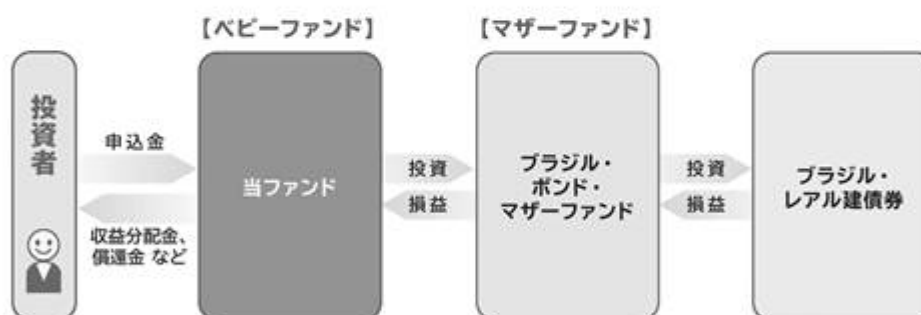 【ベビーファンド】
【マザーファンド】
投資者
申込金
収益分配金、
償還金 など
当ファンド
投資
損益
ブラジル・
ボンド・
マザーファンド
投資
損益
ブラジル・
レアル建債券